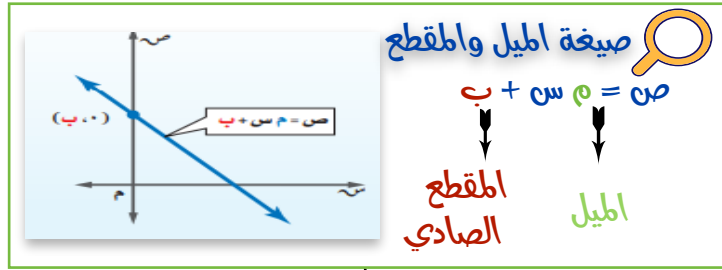 صيغة الميل والمقطع
ص = م س + ب
الميل
المقطع
الصادي
ص
ص = م س + ب
(٠، ب)
م
س